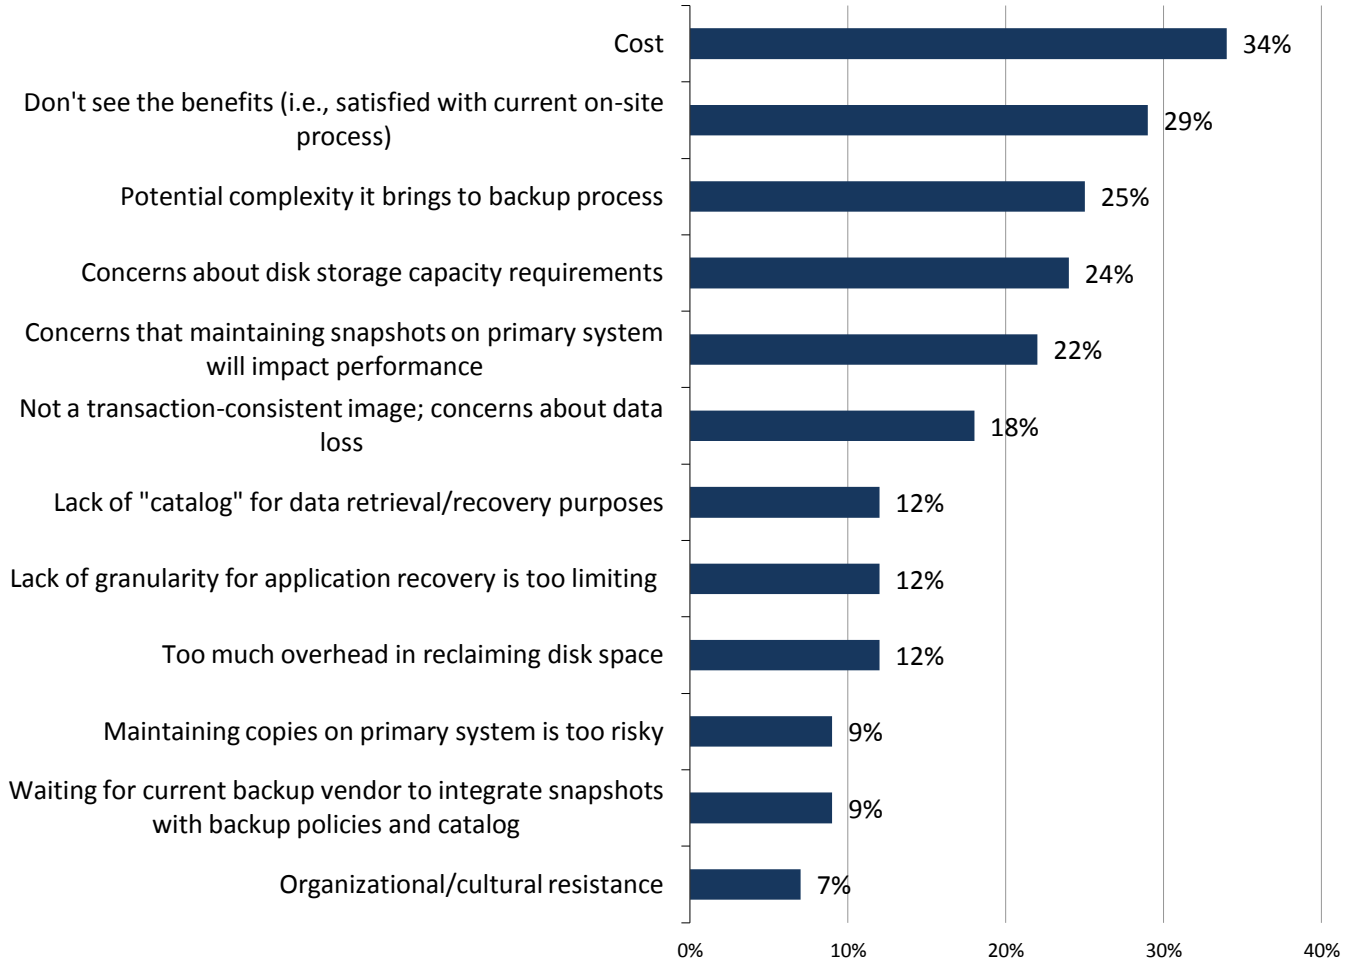 Cost
34%
Don't see the benefits (i.e., satisfied with current on-site
process)
29%
Potential complexity it brings to backup process
25%
Concerns about disk storage capacity requirements
24%
Concerns that maintaining snapshots on primary system
will impact performance
22%
Not a transaction-consistent image; concerns about data
loss
18%
Lack of "catalog" for data retrieval/recovery purposes
12%
Lack of granularity for application recovery is too limiting
12%
Too much overhead in reclaiming disk space
12%
Maintaining copies on primary system is too risky
9%
Waiting for current backup vendor to integrate snapshots
with backup policies and catalog
9%
Organizational/cultural resistance
7%
0% 10% 20% 30% 40%